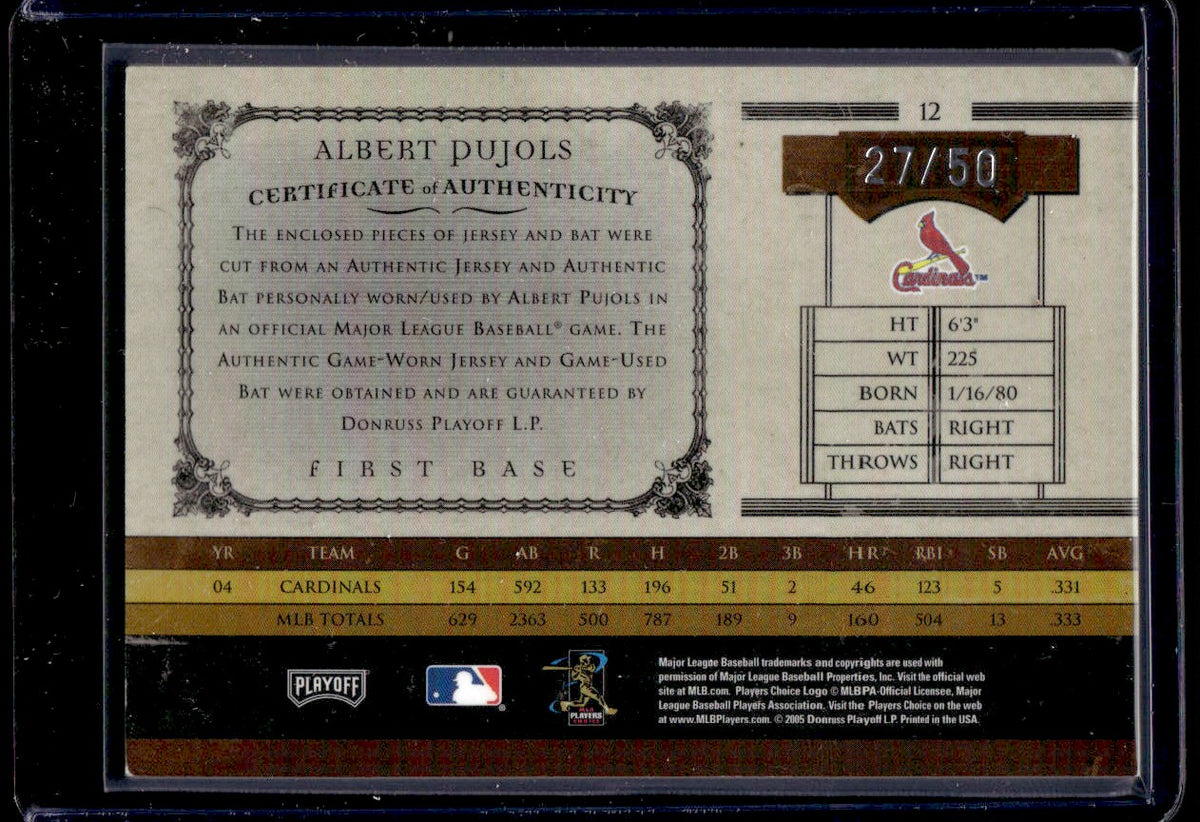 ALBERT PUJOLS
CERTIFICATE of AUTHENTICITY
THE ENCLOSED PIECES OF JERSEY AND BAT WERE
CUT FROM AN AUTHENTIC JERSEY AND AUTHENTIC
BAT PERSONALLY WORN/USED BY ALBERT PUJOLS IN
AN OFFICIAL MAJOR LEAGUE BASEBALL® GAME. THE
AUTHENTIC GAME-WORN JERSEY AND GAME-USED
BAT WERE OBTAINED AND ARE GUARANTEED BY
DONRUSS PLAYOFF L.P.
FIRST BASE
12
27/50
Cardinals™
HT 6'3"
WT 225
BORN 1/16/80
BATS RIGHT
THROWS RIGHT
YR TEAM G AB R H 2B 3B HR RBI SB AVG
04 CARDINALS 154 592 133 196 51 2 46 123 5 .331
MLB TOTALS 629 2363 500 787 189 9 160 504 13 .333
PLAYOFF
MLB
PLAYERS
CHOICE
Major League Baseball trademarks and copyrights are used with
permission of Major League Baseball Properties, Inc. Visit the official web
site at MLB.com. Players Choice Logo © MLBPA-Official Licensee, Major
League Baseball Players Association. Visit the Players Choice on the web
at www.MLBPlayers.com. © 2005 Donruss Playoff L.P. Printed in the USA.